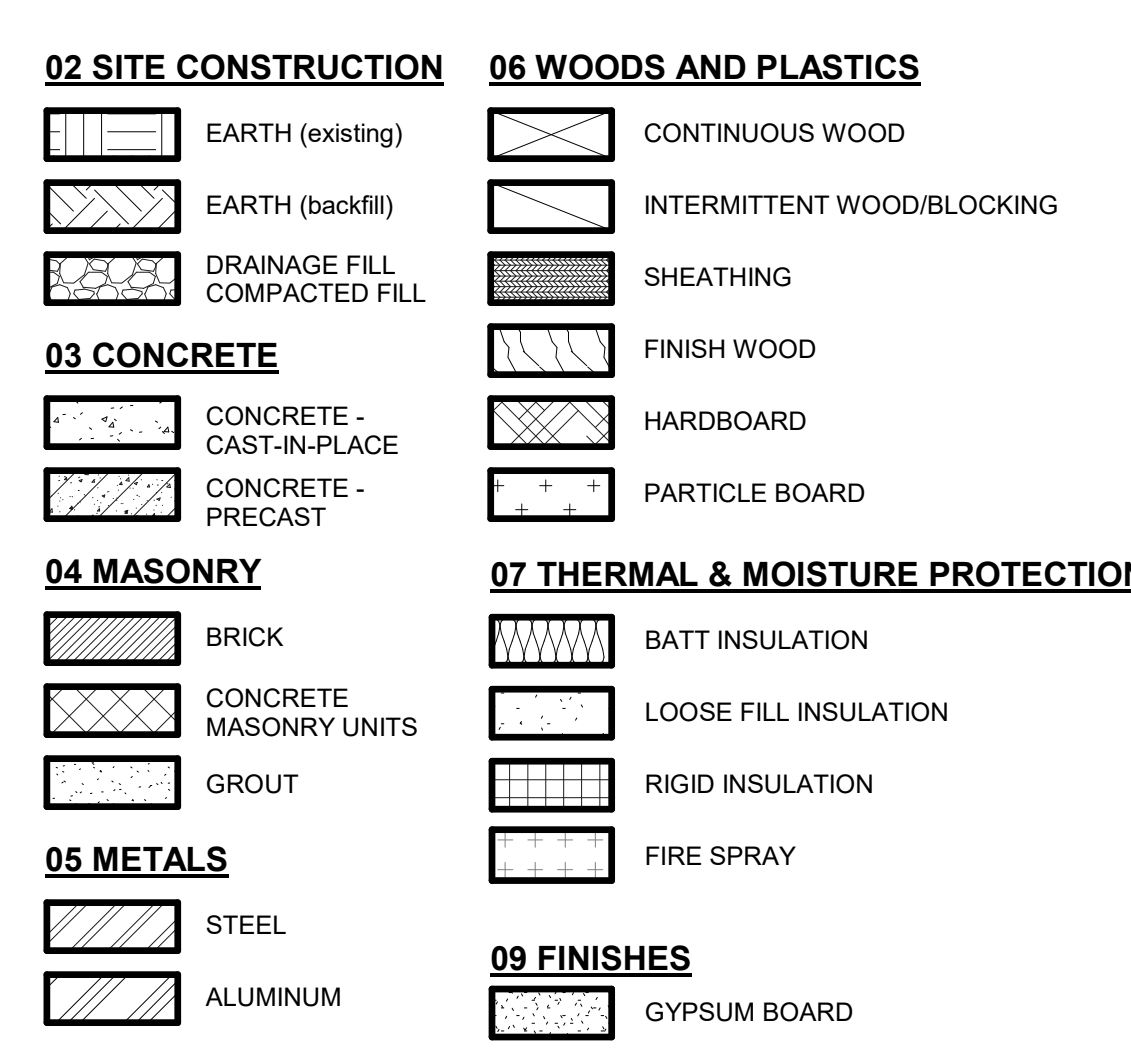 02 SITE CONSTRUCTION
EARTH (existing)
EARTH (backfill)
DRAINAGE FILL
COMPACTED FILL
03 CONCRETE
CONCRETE -
CAST-IN-PLACE
CONCRETE -
PRECAST
04 MASONRY
BRICK
CONCRETE
MASONRY UNITS
GROUT
05 METALS
STEEL
ALUMINUM
06 WOODS AND PLASTICS
CONTINUOUS WOOD
INTERMITTENT WOOD/BLOCKING
SHEATHING
FINISH WOOD
HARDBOARD
PARTICLE BOARD
07 THERMAL & MOISTURE PROTECTION
BATT INSULATION
LOOSE FILL INSULATION
RIGID INSULATION
FIRE SPRAY
09 FINISHES
GYPSUM BOARD